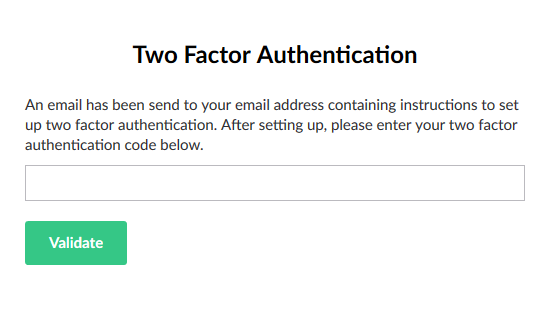 Two Factor Authentication
An email has been send to your email address containing instructions to set
up two factor authentication. After setting up, please enter your two factor
authentication code below.
Validate